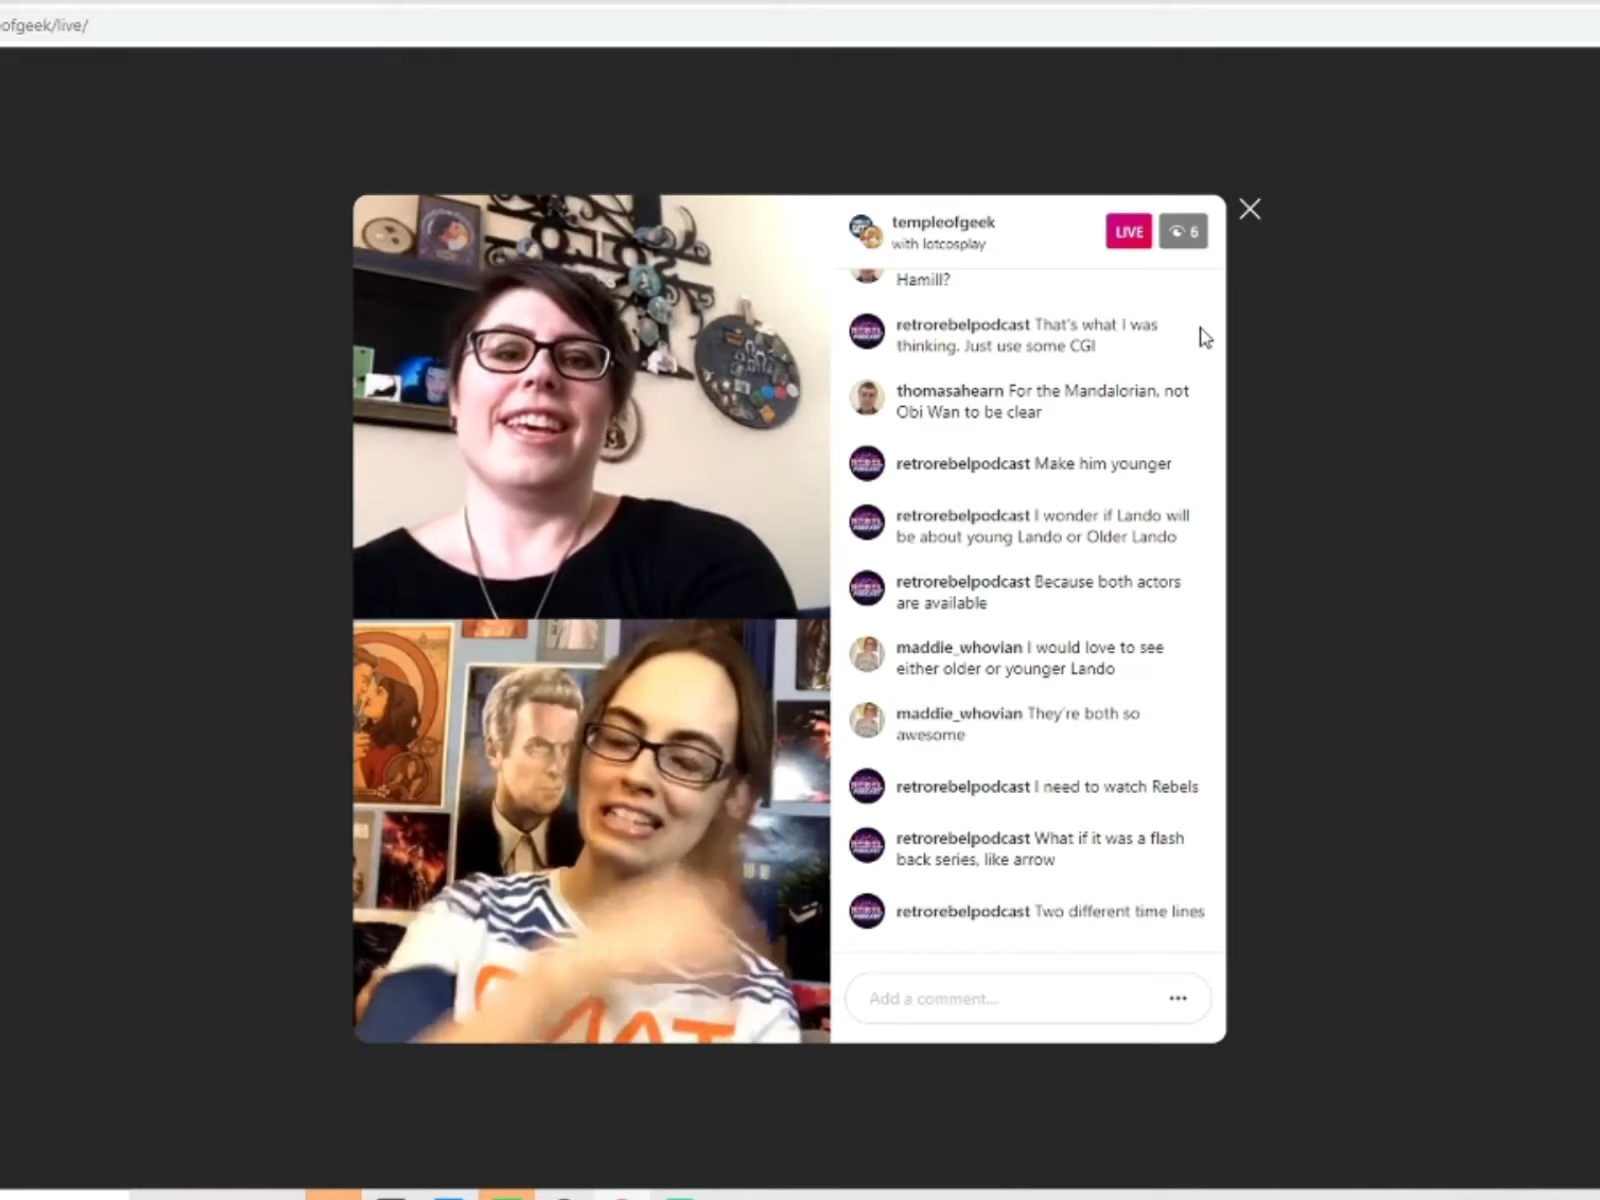 ofgeek/live/
templeofgeek
with lotcosplay
LIVE
6
Hamill?
retrorebelpodcast That's what I was
thinking. Just use some CGI
thomasahearn For the Mandalorian, not
Obi Wan to be clear
retrorebelpodcast Make him younger
retrorebelpodcast I wonder if Lando will
be about young Lando or Older Lando
retrorebelpodcast Because both actors
are available
maddie_whovian I would love to see
either older or younger Lando
maddie_whovian They're both so
awesome
retrorebelpodcast I need to watch Rebels
retrorebelpodcast What if it was a flash
back series, like arrow
retrorebelpodcast Two different time lines
Add a comment...